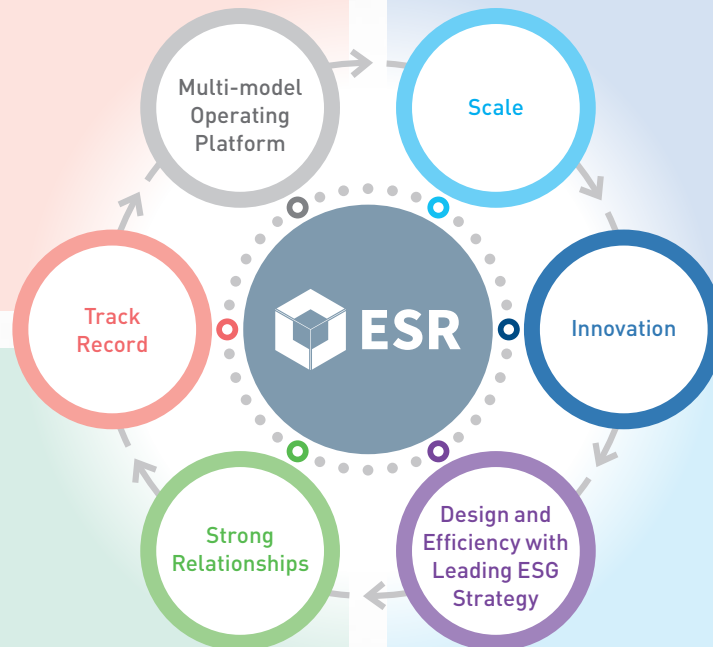 Multi-model
Operating
Platform
Scale
Track
Record
ESR
Innovation
Strong
Relationships
Design and
Efficiency with
Leading ESG
Strategy